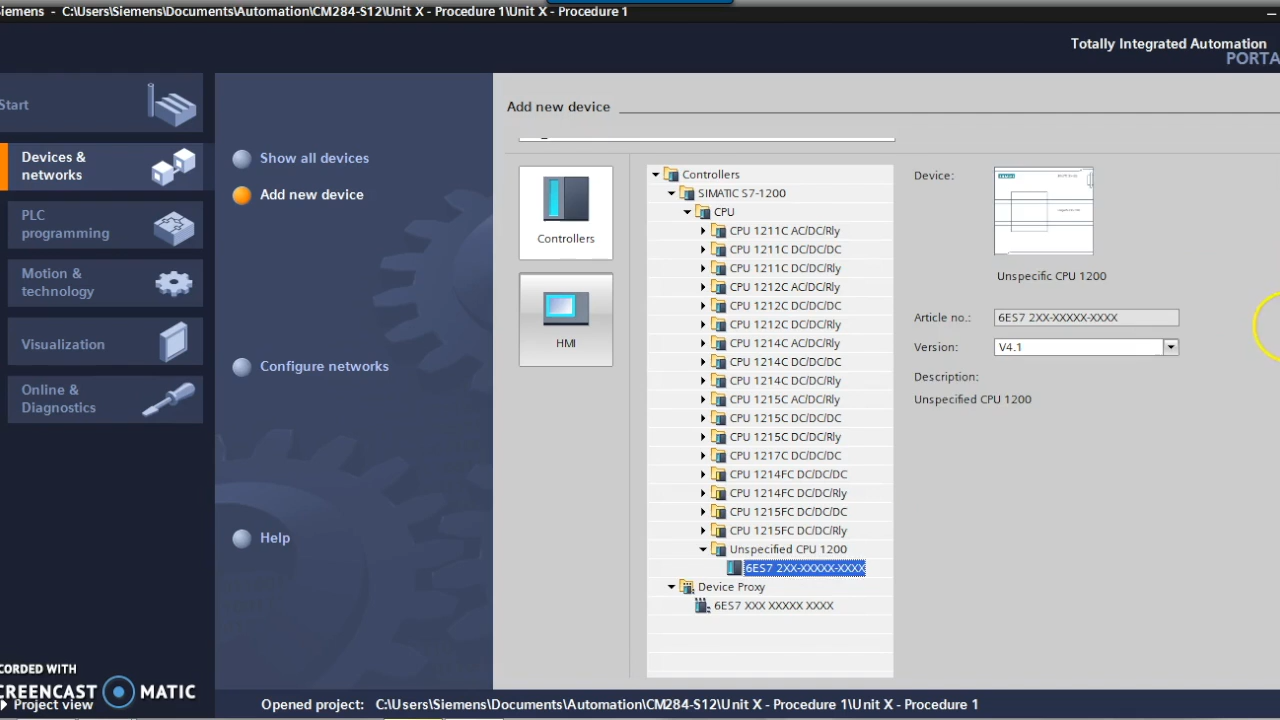 iemens - C:\Users\Siemens\Documents\Automation\CM284-S12\Unit X - Procedure 1\Unit X - Procedure 1
Totally Integrated Automation
PORTA
Start
Devices &
networks
PLC
programming
Motion &
technology
Visualization
Online &
Diagnostics
Show all devices
Add new device
Configure networks
Help
Add new device
Controllers
HMI
Controllers
SIMATIC S7-1200
CPU
CPU 1211C AC/DC/Rly
CPU 1211C DC/DC/DC
CPU 1211C DC/DC/Rly
CPU 1212C AC/DC/Rly
CPU 1212C DC/DC/DC
CPU 1212C DC/DC/Rly
CPU 1214C AC/DC/Rly
CPU 1214C DC/DC/DC
CPU 1214C DC/DC/Rly
CPU 1215C AC/DC/Rly
CPU 1215C DC/DC/DC
CPU 1215C DC/DC/Rly
CPU 1217C DC/DC/DC
CPU 1214FC DC/DC/DC
CPU 1214FC DC/DC/Rly
CPU 1215FC DC/DC/DC
CPU 1215FC DC/DC/Rly
Unspecified CPU 1200
6ES7 2XX-XXXXX-XXXX
Device Proxy
6ES7 XXX XXXXX XXXX
Device:
Unspecific CPU 1200
Article no.: 6ES7 2XX-XXXXX-XXXX
Version: V4.1
Description:
Unspecified CPU 1200
CORDED WITH
CREENCAST MATIC
Project view
Opened project: C:\Users\Siemens\Documents\Automation\CM284-S12\Unit X - Procedure 1\Unit X - Procedure 1